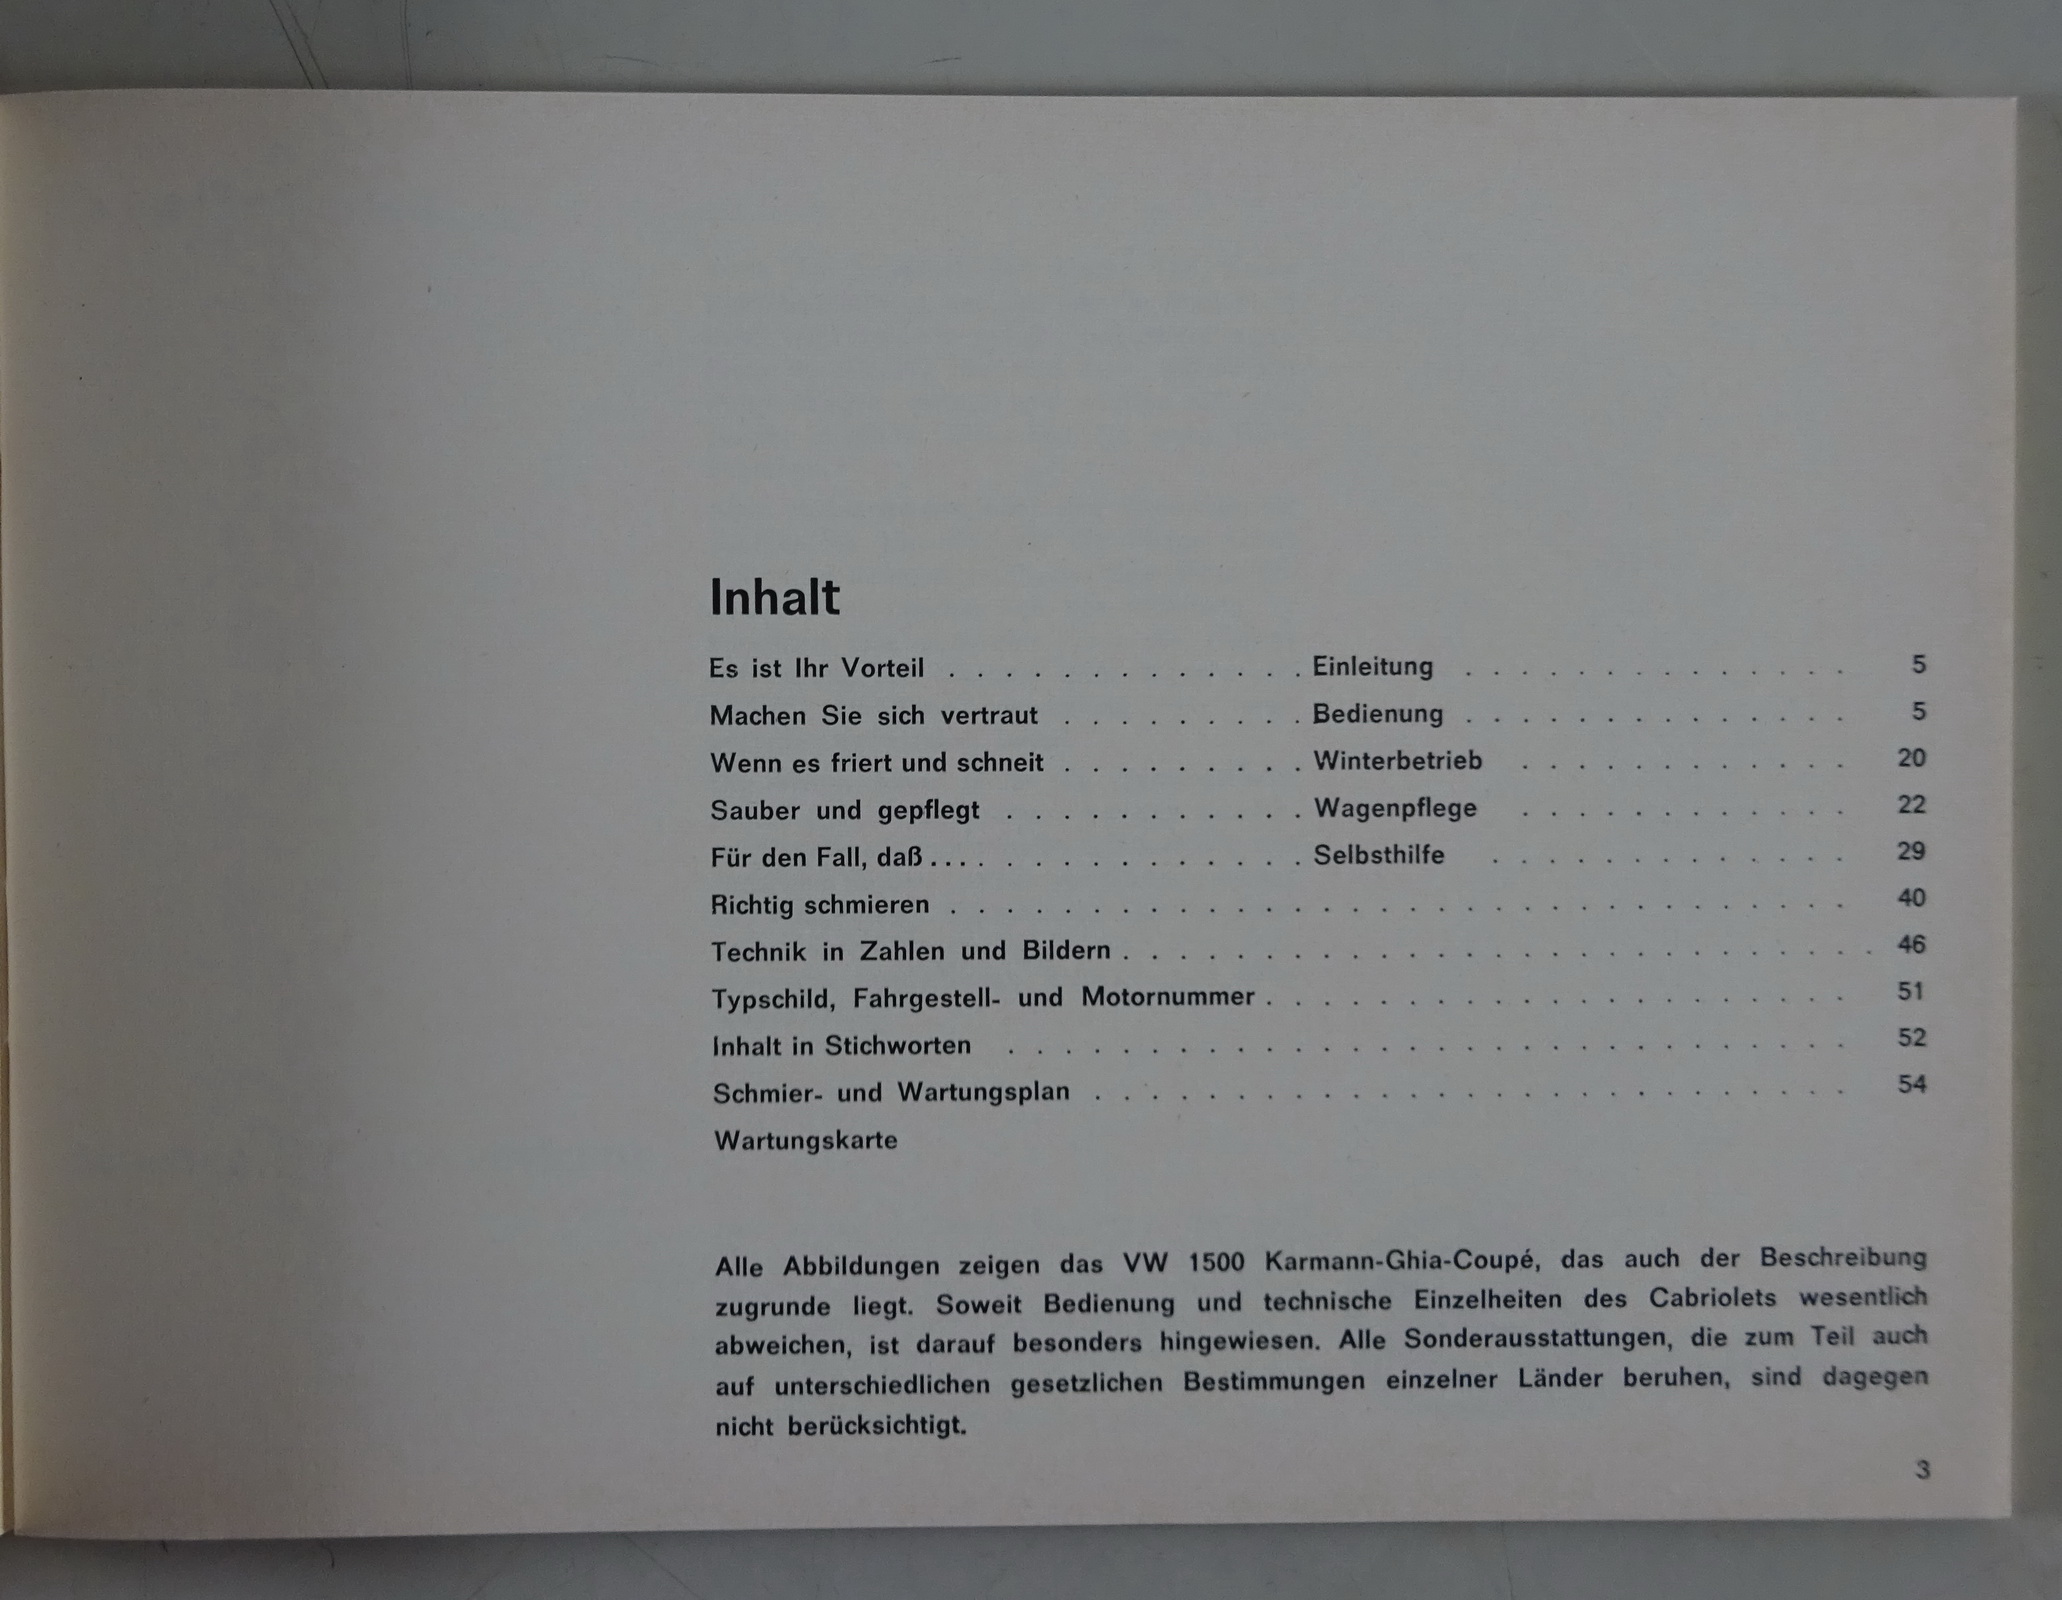 Inhalt
Es ist Ihr Vorteil . . . . . . . . . . . . . Einleitung . . . . . . . . . . . . . . 5
Machen Sie sich vertraut . . . . . . . . . Bedienung . . . . . . . . . . . . . . 5
Wenn es friert und schneit . . . . . . . . . Winterbetrieb . . . . . . . . . . . . 20
Sauber und gepflegt . . . . . . . . . . . Wagenpflege . . . . . . . . . . . . 22
Für den Fall, daß . . . . . . . . . . . . . . . Selbsthilfe . . . . . . . . . . . . . 29
Richtig schmieren . . . . . . . . . . . . . . . . . . . . . . . . . . . . . . . . 40
Technik in Zahlen und Bildern . . . . . . . . . . . . . . . . . . . . . . . . . . . 46
Typschild, Fahrgestell- und Motornummer . . . . . . . . . . . . . . . . . . . . . 51
Inhalt in Stichworten . . . . . . . . . . . . . . . . . . . . . . . . . . . . . . 52
Schmier- und Wartungsplan . . . . . . . . . . . . . . . . . . . . . . . . . . . 54
Wartungskarte
Alle Abbildungen zeigen das VW 1500 Karmann-Ghia-Coupé, das auch der Beschreibung
zugrunde liegt. Soweit Bedienung und technische Einzelheiten des Cabriolets wesentlich
abweichen, ist darauf besonders hingewiesen. Alle Sonderausstattungen, die zum Teil auch
auf unterschiedlichen gesetzlichen Bestimmungen einzelner Länder beruhen, sind dagegen
nicht berücksichtigt.
3